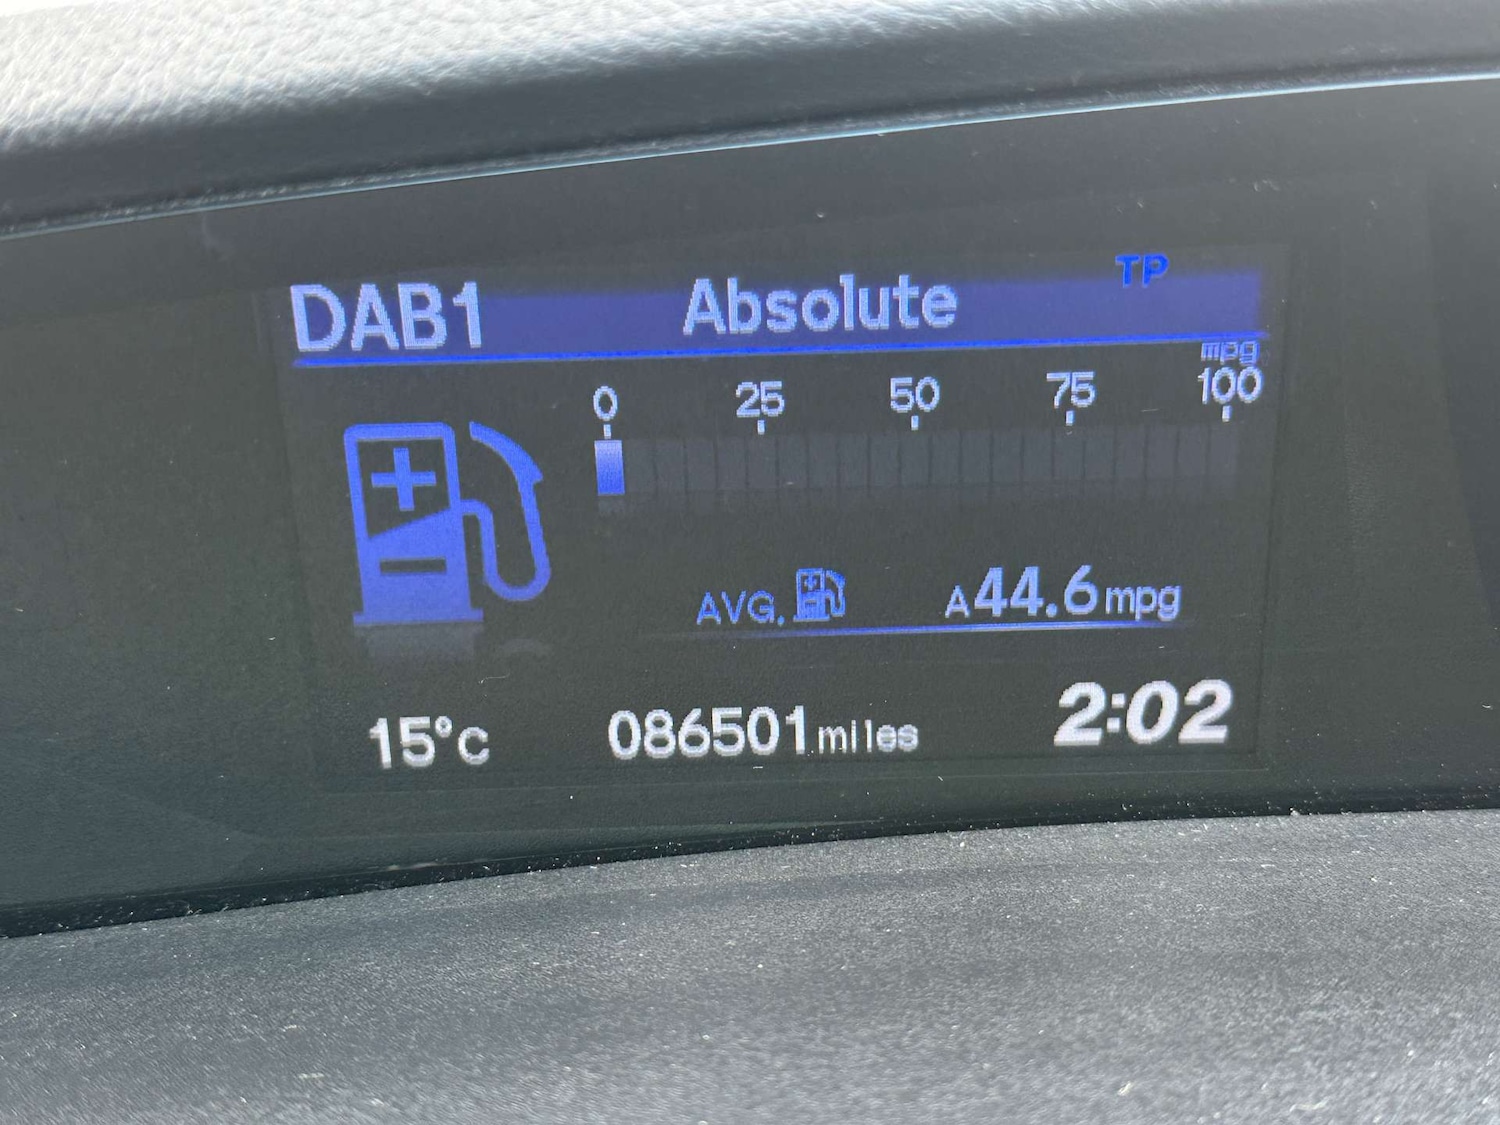 DAB1 Absolute TP
mpg
0 25 50 75 100
AVG. A44.6mpg
15°c 086501miles 2:02